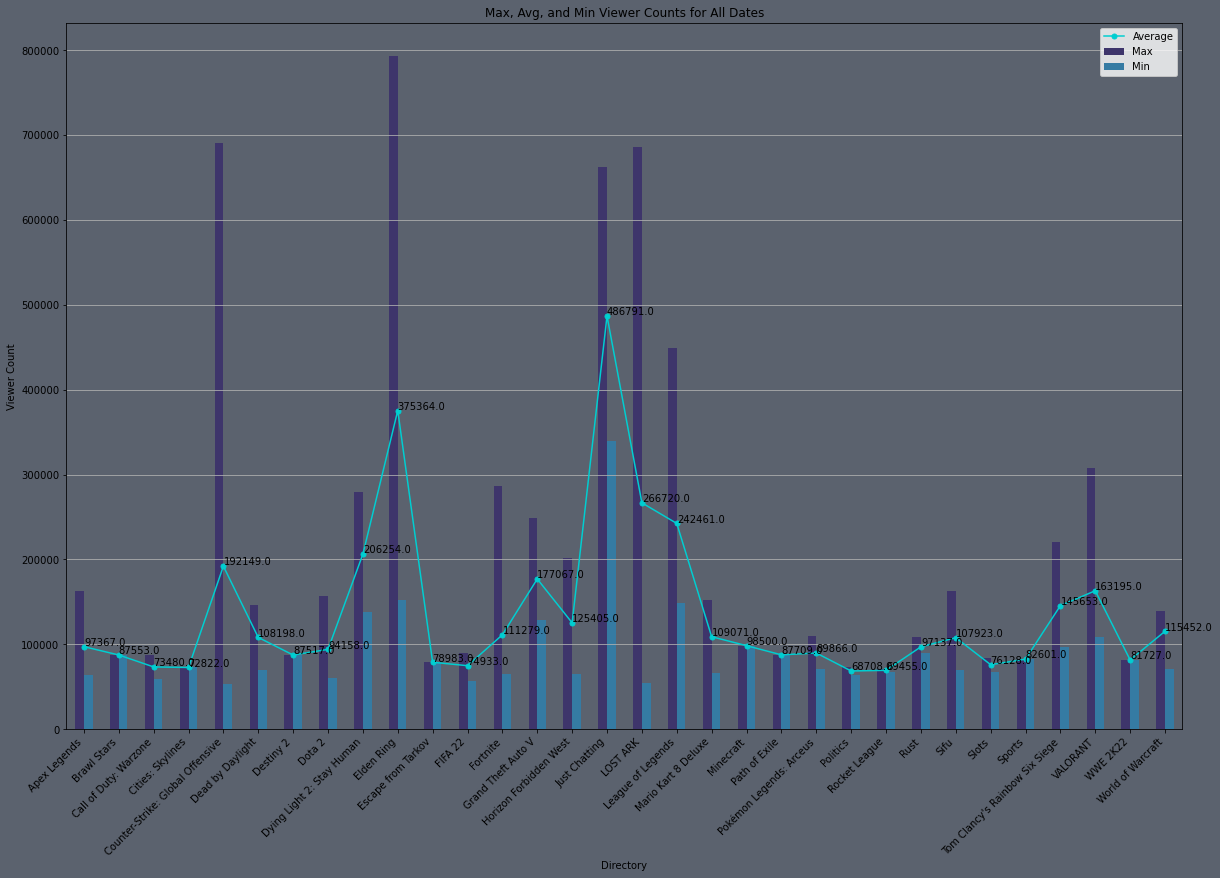 Max, Avg, and Min Viewer Counts for All Dates
Average
Max
Min
Viewer Count
800000
700000
600000
500000
400000
300000
200000
100000
0
97367.0
87553.0
73480.0
72822.0
192149.0
108198.0
87517.0
94158.0
206254.0
375364.0
78983.0
74933.0
111279.0
177067.0
125405.0
486791.0
266720.0
242461.0
109071.0
98500.0
87709.0
89866.0
68708.0
69455.0
97137.0
107923.0
76128.0
82601.0
145653.0
163195.0
81727.0
115452.0
Apex Legends
Brawl Stars
Call of Duty: Warzone
Cities: Skylines
Counter-Strike: Global Offensive
Dead by Daylight
Destiny 2
Dota 2
Dying Light 2: Stay Human
Elden Ring
Escape from Tarkov
FIFA 22
Fortnite
Grand Theft Auto V
Horizon Forbidden West
Just Chatting
LOST ARK
League of Legends
Mario Kart 8 Deluxe
Minecraft
Path of Exile
Pokémon Legends: Arceus
Politics
Rocket League
Rust
Sifu
Slots
Sports
Tom Clancy's Rainbow Six Siege
VALORANT
WWE 2K22
World of Warcraft
Directory